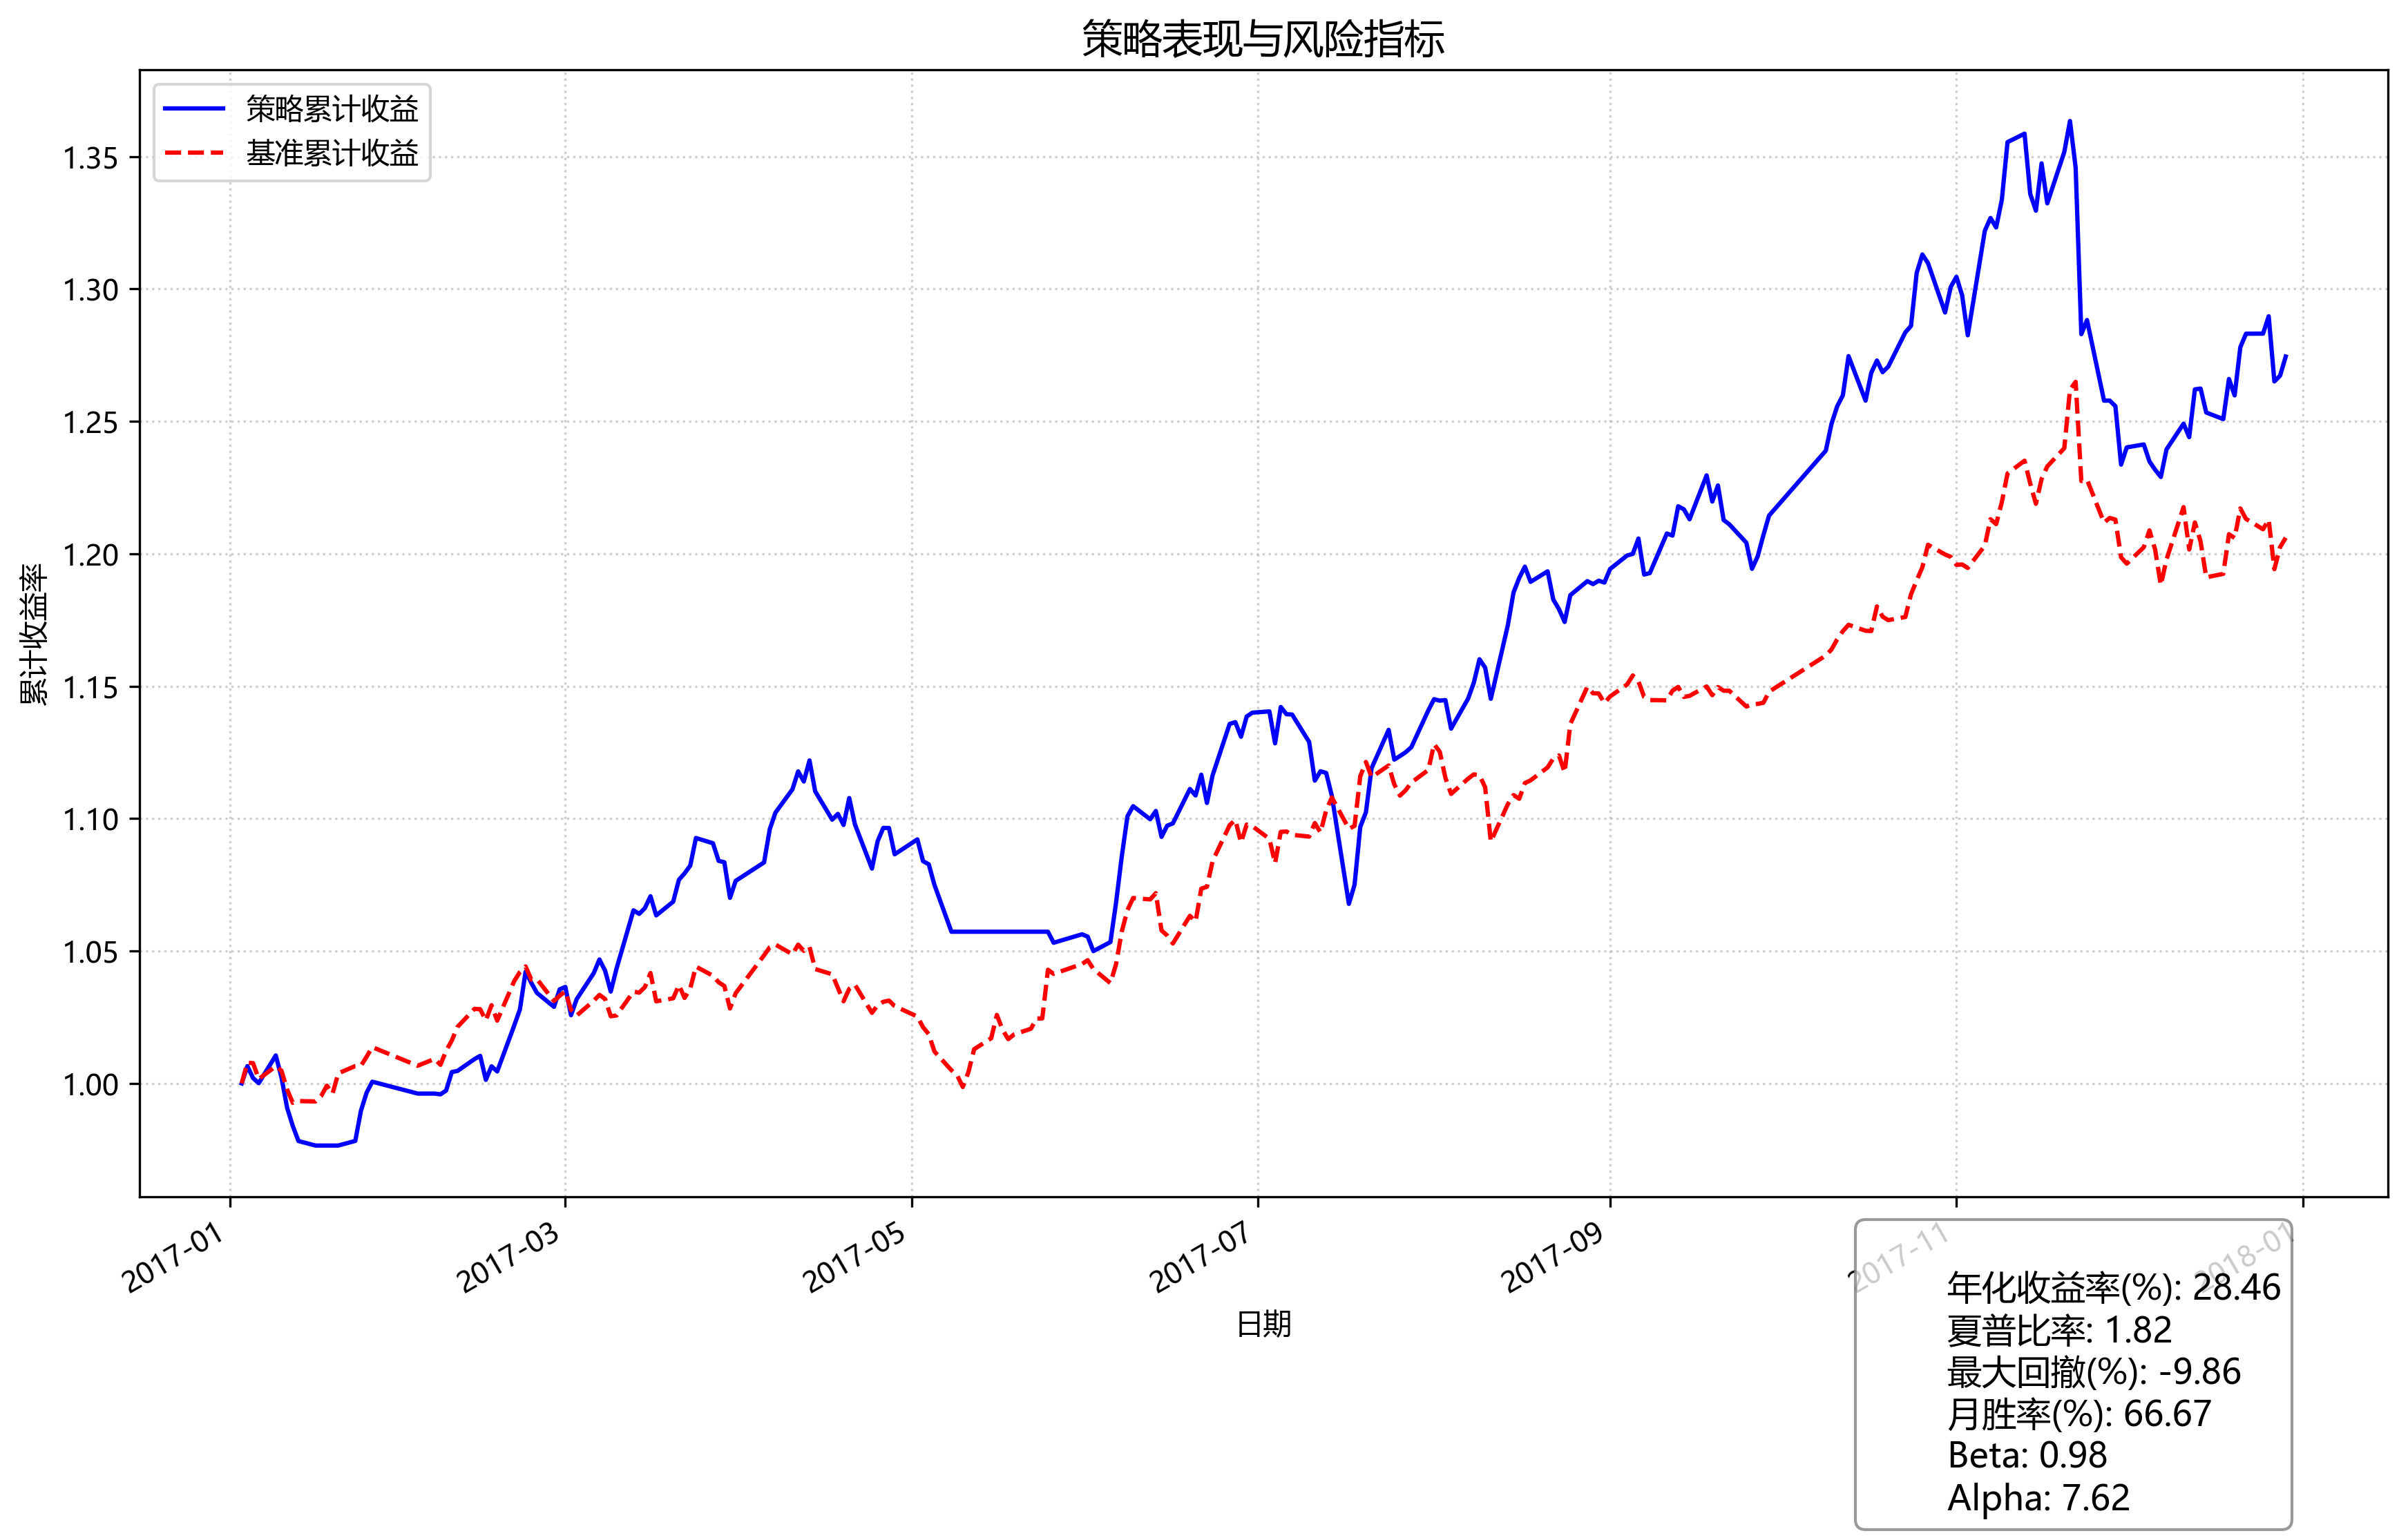 策略表现与风险指标
策略累计收益
基准累计收益
累计收益率
1.35
1.30
1.25
1.20
1.15
1.10
1.05
1.00
2017-01
2017-03
2017-05
2017-07
2017-09
2017-11
2018-01
日期
年化收益率(%): 28.46
夏普比率: 1.82
最大回撤(%): -9.86
月胜率(%): 66.67
Beta: 0.98
Alpha: 7.62